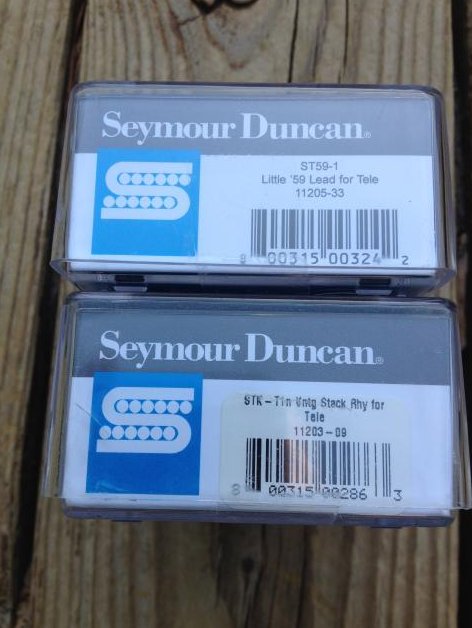 Seymour Duncan®
ST59-1
Little '59 Lead for Tele
11205-33
8 00315 00324 2
Seymour Duncan®
STK-T1n Vntg Stack Rhy for
Tele
11203-09
8 00315 00286 3